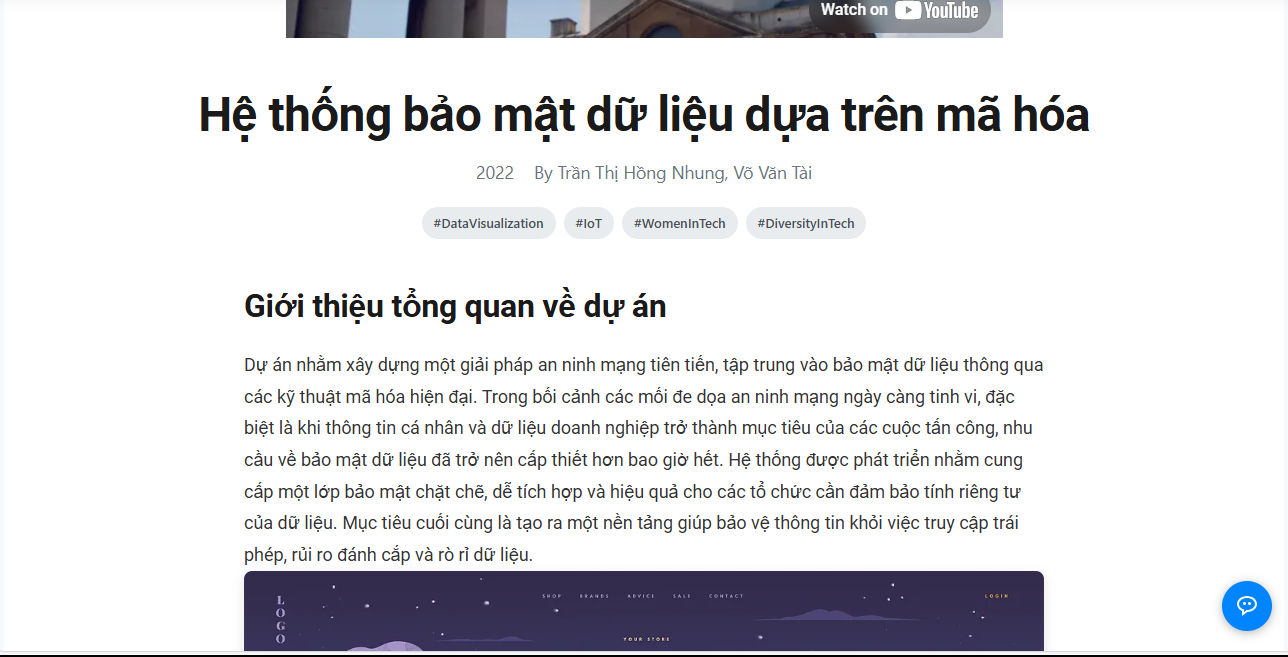 Watch on YouTube
Hệ thống bảo mật dữ liệu dựa trên mã hóa
2022 By Trần Thị Hồng Nhung, Võ Văn Tài
#DataVisualization #IoT #WomenInTech #DiversityInTech
Giới thiệu tổng quan về dự án
Dự án nhằm xây dựng một giải pháp an ninh mạng tiên tiến, tập trung vào bảo mật dữ liệu thông qua
các kỹ thuật mã hóa hiện đại. Trong bối cảnh các mối đe dọa an ninh mạng ngày càng tinh vi, đặc
biệt là khi thông tin cá nhân và dữ liệu doanh nghiệp trở thành mục tiêu của các cuộc tấn công, nhu
cầu về bảo mật dữ liệu đã trở nên cấp thiết hơn bao giờ hết. Hệ thống được phát triển nhằm cung
cấp một lớp bảo mật chặt chẽ, dễ tích hợp và hiệu quả cho các tổ chức cần đảm bảo tính riêng tư
của dữ liệu. Mục tiêu cuối cùng là tạo ra một nền tảng giúp bảo vệ thông tin khỏi việc truy cập trái
phép, rủi ro đánh cắp và rò rỉ dữ liệu.
LOGO
SHOP BRANDS ADVICE SALE CONTACT LOGIN
YOUR STORE